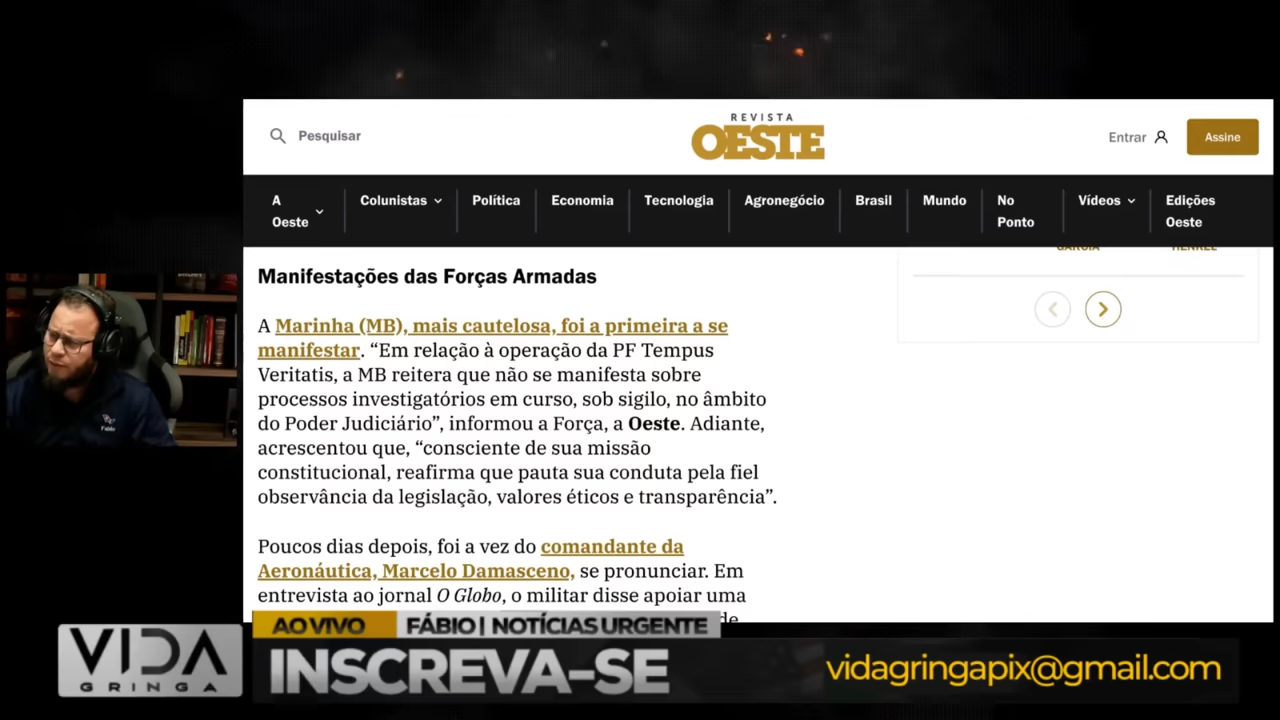 Pesquisar
REVISTA
OESTE
Entrar
Assine
A
Oeste
Colunistas
Política
Economia
Tecnologia
Agronegócio
Brasil
Mundo
No
Ponto
Vídeos
Edições
Oeste
Manifestações das Forças Armadas
A Marinha (MB), mais cautelosa, foi a primeira a se
manifestar. “Em relação à operação da PF Tempus
Veritatis, a MB reitera que não se manifesta sobre
processos investigatórios em curso, sob sigilo, no âmbito
do Poder Judiciário”, informou a Força, a Oeste. Adiante,
acrescentou que, “consciente de sua missão
constitucional, reafirma que pauta sua conduta pela fiel
observância da legislação, valores éticos e transparência”.
Poucos dias depois, foi a vez do comandante da
Aeronáutica, Marcelo Damasceno, se pronunciar. Em
entrevista ao jornal O Globo, o militar disse apoiar uma
de
Fabio
AO VIVO
FÁBIO | NOTÍCIAS URGENTE
VIDA
GRINGA
INSCREVA-SE
vidagringapix@gmail.com